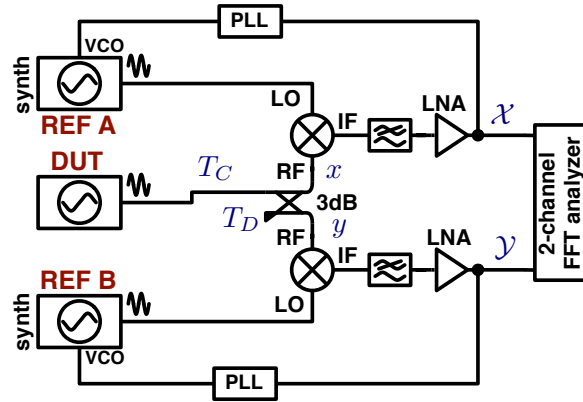 PLL
VCO
synth
REF A
LO
IF
LNA
𝒳
DUT
T_C
RF
x
3dB
T_D
y
2-channel
FFT analyzer
RF
IF
LNA
𝒴
REF B
LO
synth
VCO
PLL